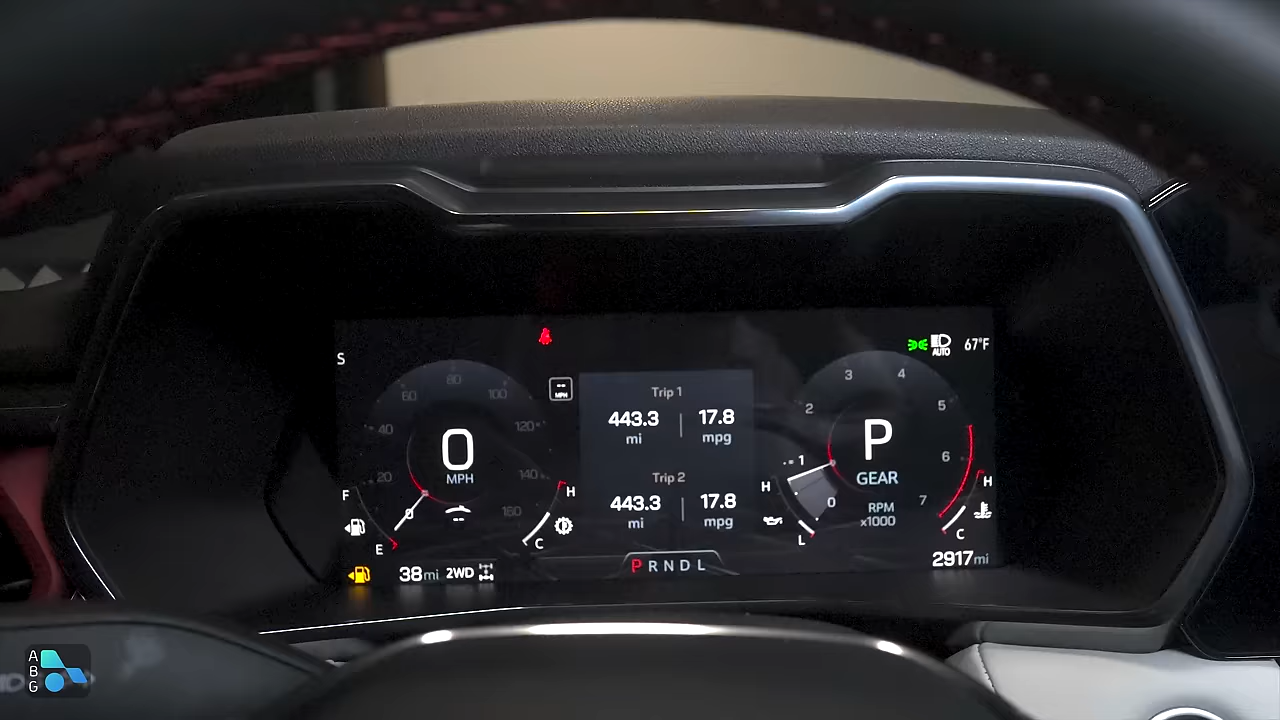 S
67°F
AUTO
20
40
60
80
100
120
140
160
0
MPH
0
MPH
F
E
H
C
Trip 1
443.3 mi
17.8 mpg
Trip 2
443.3 mi
17.8 mpg
0
1
2
3
4
5
6
7
P
GEAR
RPM
x1000
H
L
H
C
38mi 2WD
P R N D L
2917mi
A
B
G